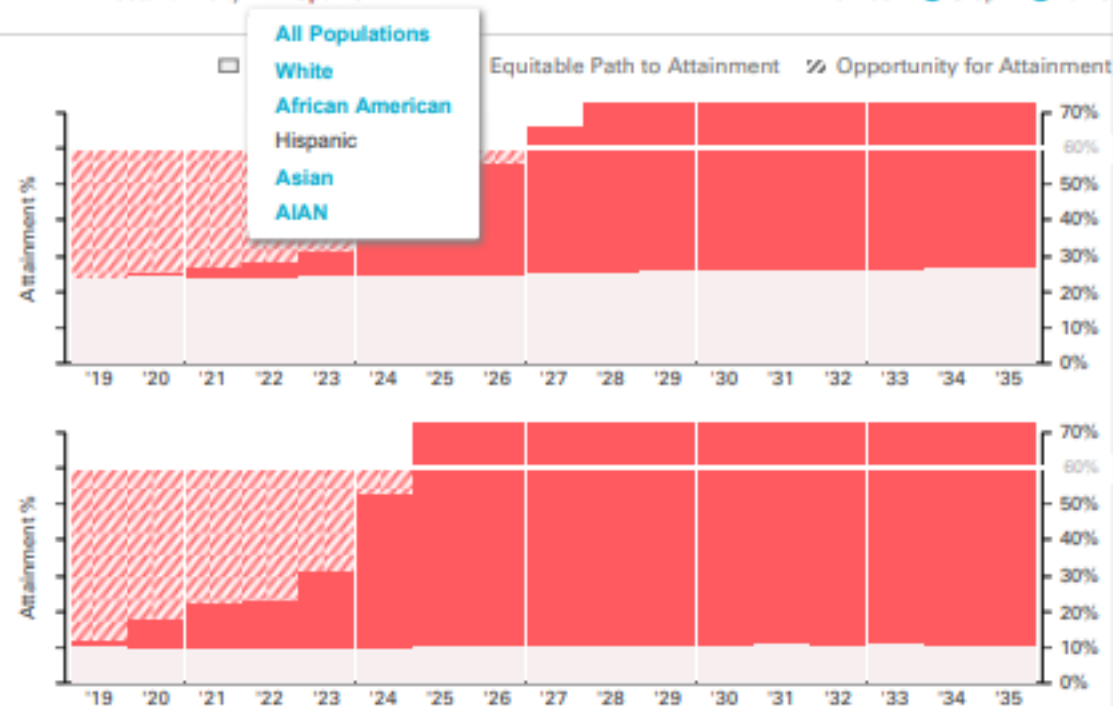 All Populations
White
African American
Hispanic
Asian
AIAN
Equitable Path to Attainment
Opportunity for Attainment
Attainment %
70%
60%
50%
40%
30%
20%
10%
0%
'19 '20 '21 '22 '23 '24 '25 '26 '27 '28 '29 '30 '31 '32 '33 '34 '35
Attainment %
70%
60%
50%
40%
30%
20%
10%
0%
'19 '20 '21 '22 '23 '24 '25 '26 '27 '28 '29 '30 '31 '32 '33 '34 '35